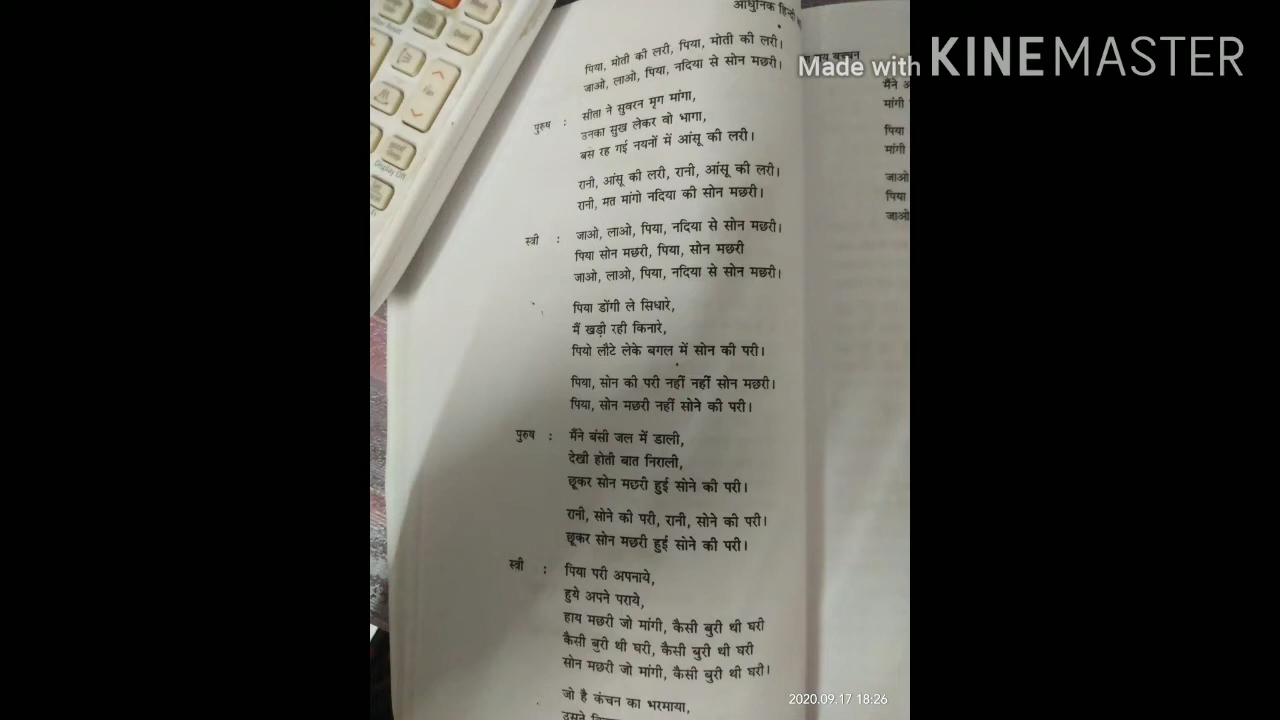 आधुनिक हिन्दी
पिया, मोती की लरी, पिया, मोती की लरी।
जाओ, लाओ, पिया, नदिया से सोन मछरी।
पुरुष : सीता ने सुवरन मृग मांगा,
उनका सुख लेकर वो भागा,
बस रह गई नयनों में आंसू की लरी।
रानी, आंसू की लरी, रानी, आंसू की लरी।
रानी, मत मांगो नदिया की सोन मछरी।
स्त्री : जाओ, लाओ, पिया, नदिया से सोन मछरी।
पिया सोन मछरी, पिया, सोन मछरी
जाओ, लाओ, पिया, नदिया से सोन मछरी।
पिया डोंगी ले सिधारे,
मैं खड़ी रही किनारे,
पियो लौटे लेके बगल में सोन की परी।
पिया, सोन की परी नहीं नहीं सोन मछरी।
पिया, सोन मछरी नहीं सोने की परी।
पुरुष : मैंने बंसी जल में डाली,
देखी होती बात निराली,
छूकर सोन मछरी हुई सोने की परी।
रानी, सोने की परी, रानी, सोने की परी।
छूकर सोन मछरी हुई सोने की परी।
स्त्री : पिया परी अपनाये,
हुये अपने पराये,
हाय मछरी जो मांगी, कैसी बुरी थी घरी
कैसी बुरी थी घरी, कैसी बुरी थी घरी
सोन मछरी जो मांगी, कैसी बुरी थी घरी।
जो है कंचन का भरमाया,
उसने
बच्चन
मैंने
मांगी
पिया
मांगी
जाओ
पिया
जाओ
Made with KINEMASTER
2020.09.17 18:26